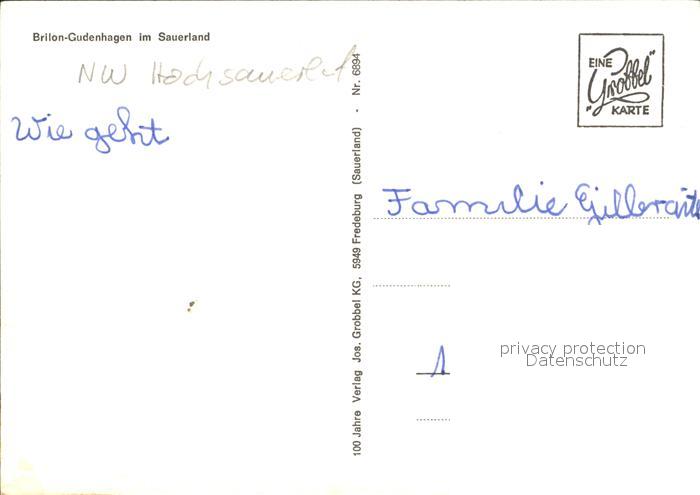 Brilon-Gudenhagen im Sauerland
NW Hochsauerld
Wie geht
100 Jahre Verlag Jos. Grobbel KG, 5949 Fredeburg (Sauerland) - Nr. 6894
EINE
"Grobbel"
KARTE
Familie
1
privacy protection
Datenschutz